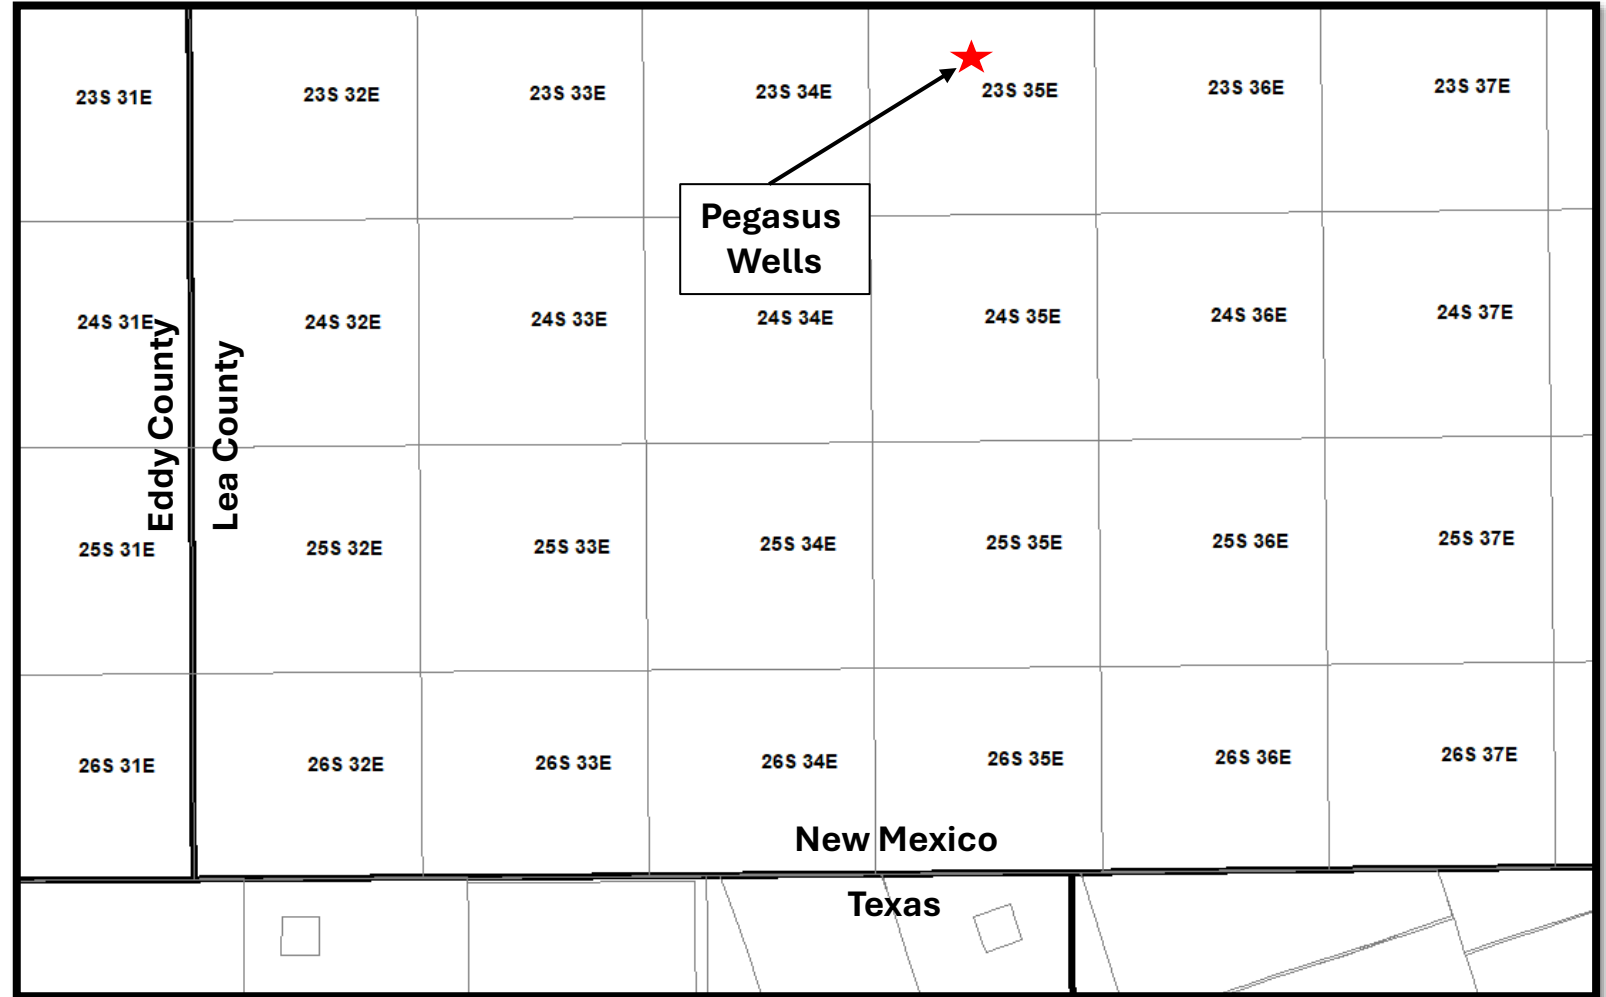 23S 31E
23S 32E
23S 33E
23S 34E
23S 35E
23S 36E
23S 37E
Pegasus
Wells
24S 31E
24S 32E
24S 33E
24S 34E
24S 35E
24S 36E
24S 37E
Eddy County
Lea County
25S 31E
25S 32E
25S 33E
25S 34E
25S 35E
25S 36E
25S 37E
26S 31E
26S 32E
26S 33E
26S 34E
26S 35E
26S 36E
26S 37E
New Mexico
Texas